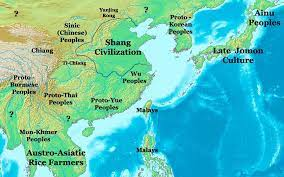 ?
Yanjing
Kong
Proto -
Korean
Peoples
Ainu
Peoples
Sinic
(Chinese)
Peoples
Shang
Civilization
Late Jomon
Culture
Chiang
Ti-Chiang
?
Proto-
Burmese
Peoples
Proto-Thai
Peoples
Wu
Peoples
Proto-Yue
Peoples
?
Mon-Khmer
Peoples
Malays
Malays
Austro-Asiatic
Rice Farmers